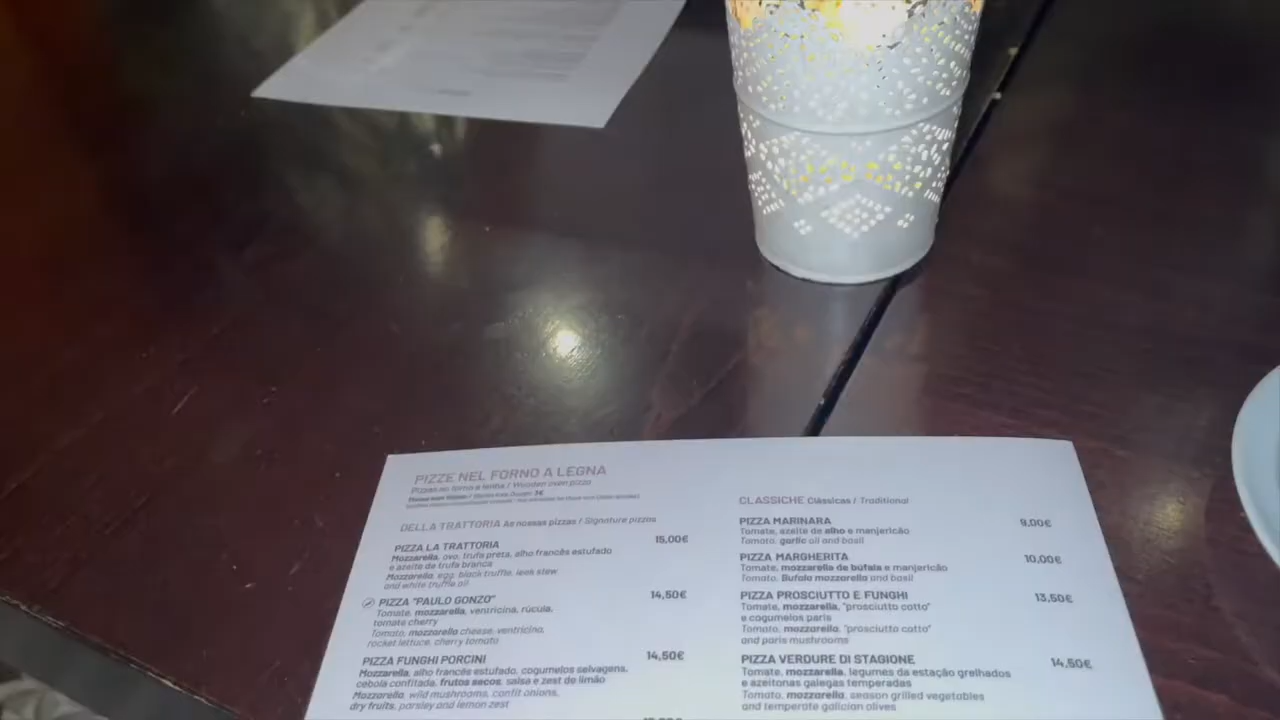 PIZZE NEL FORNO A LEGNA
Pizzas no forno a lenha / Wooden oven pizza
DELLA TRATTORIA As nossas pizzas / Signature pizzas
PIZZA LA TRATTORIA 15,00€
Mozzarella, ovo, trufa preta, alho francês estufado
e azeite de trufa branca
Mozzarella, egg, black truffle, leek stew
and white truffle oil
PIZZA "PAULO GONZO" 14,50€
Tomate, mozzarella, ventricina, rúcula,
tomate cherry
Tomato, mozzarella cheese, ventricina,
rocket lettuce, cherry tomato
PIZZA FUNGHI PORCINI 14,50€
Mozzarella, alho francês estufado, cogumelos selvagens,
cebola confitada, frutos secos, salsa e zest de limão
Mozzarella, wild mushrooms, confit onions,
dry fruits, parsley and lemon zest
CLASSICHE Clássicas / Traditional
PIZZA MARINARA 9,00€
Tomate, azeite de alho e manjericão
Tomato, garlic oil and basil
PIZZA MARGHERITA 10,00€
Tomate, mozzarella de búfala e manjericão
Tomato, Bufala mozzarella and basil
PIZZA PROSCIUTTO E FUNGHI 13,50€
Tomate, mozzarella, "prosciutto cotto"
e cogumelos paris
Tomato, mozzarella, "prosciutto cotto"
and paris mushrooms
PIZZA VERDURE DI STAGIONE 14,50€
Tomate, mozzarella, legumes da estação grelhados
e azeitonas galegas temperadas
Tomato, mozzarella, season grilled vegetables
and temperate galician olives